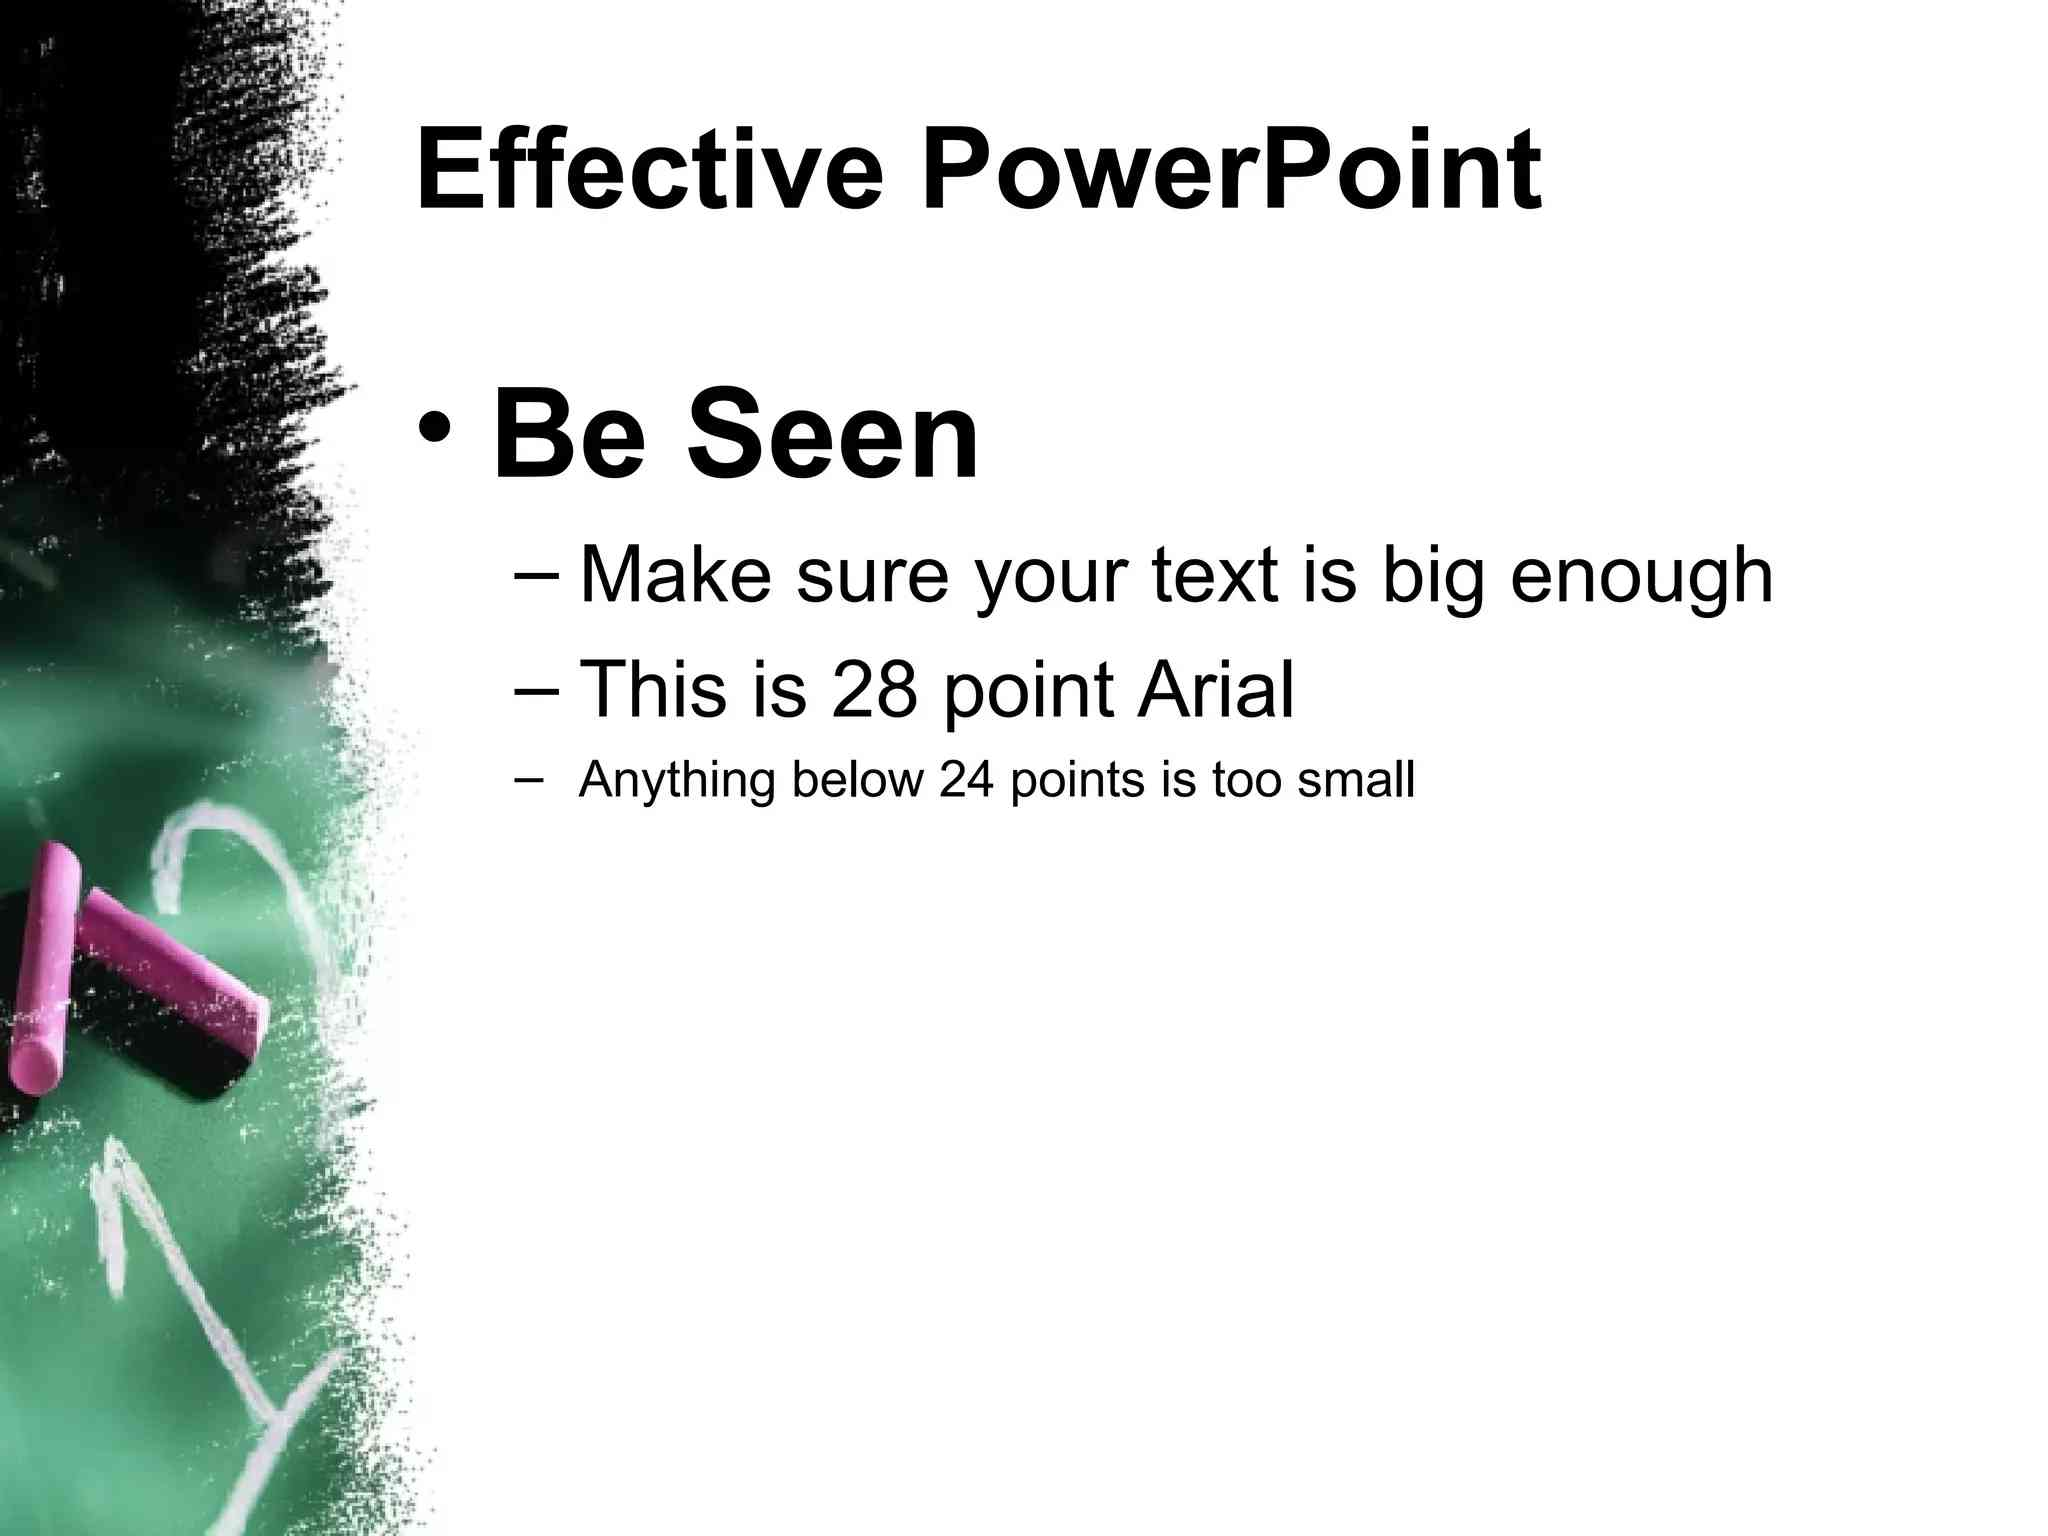 Effective PowerPoint
• Be Seen
– Make sure your text is big enough
– This is 28 point Arial
– Anything below 24 points is too small